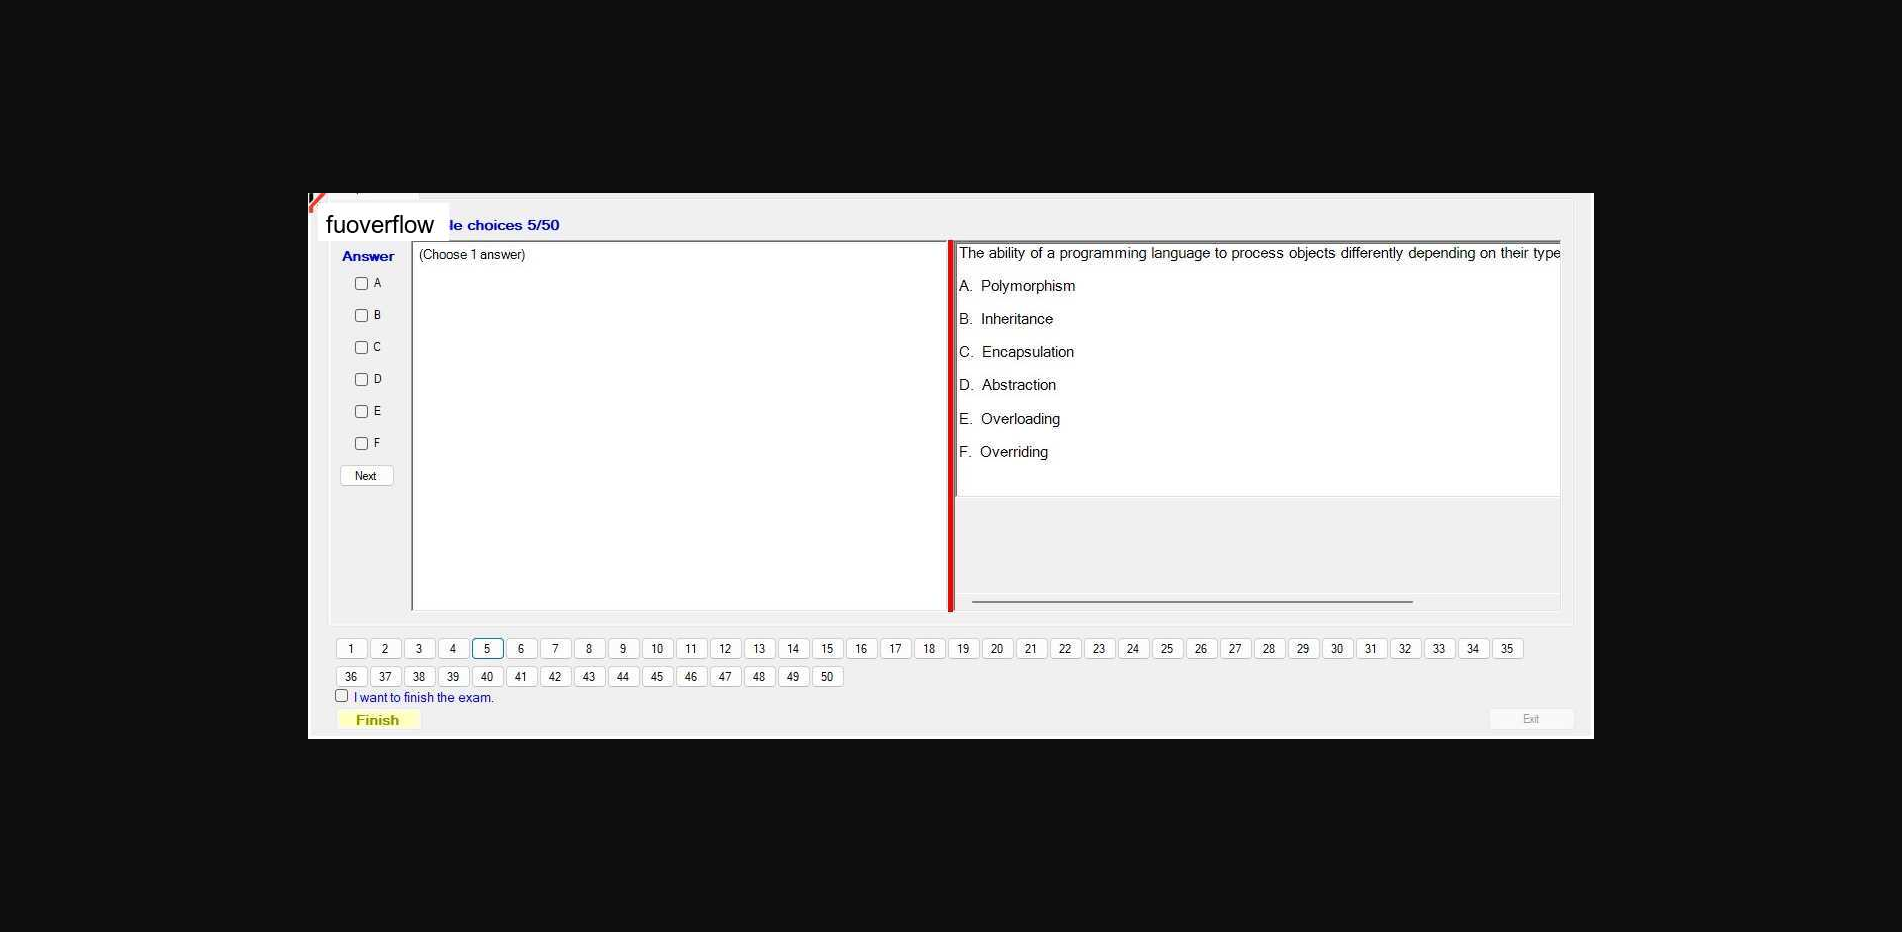 fuoverflow
le choices 5/50
Answer
(Choose 1 answer)
A
B
C
D
E
F
Next
The ability of a programming language to process objects differently depending on their type
A. Polymorphism
B. Inheritance
C. Encapsulation
D. Abstraction
E. Overloading
F. Overriding
1 2 3 4 5 6 7 8 9 10 11 12 13 14 15 16 17 18 19 20 21 22 23 24 25 26 27 28 29 30 31 32 33 34 35
36 37 38 39 40 41 42 43 44 45 46 47 48 49 50
I want to finish the exam.
Finish
Exit